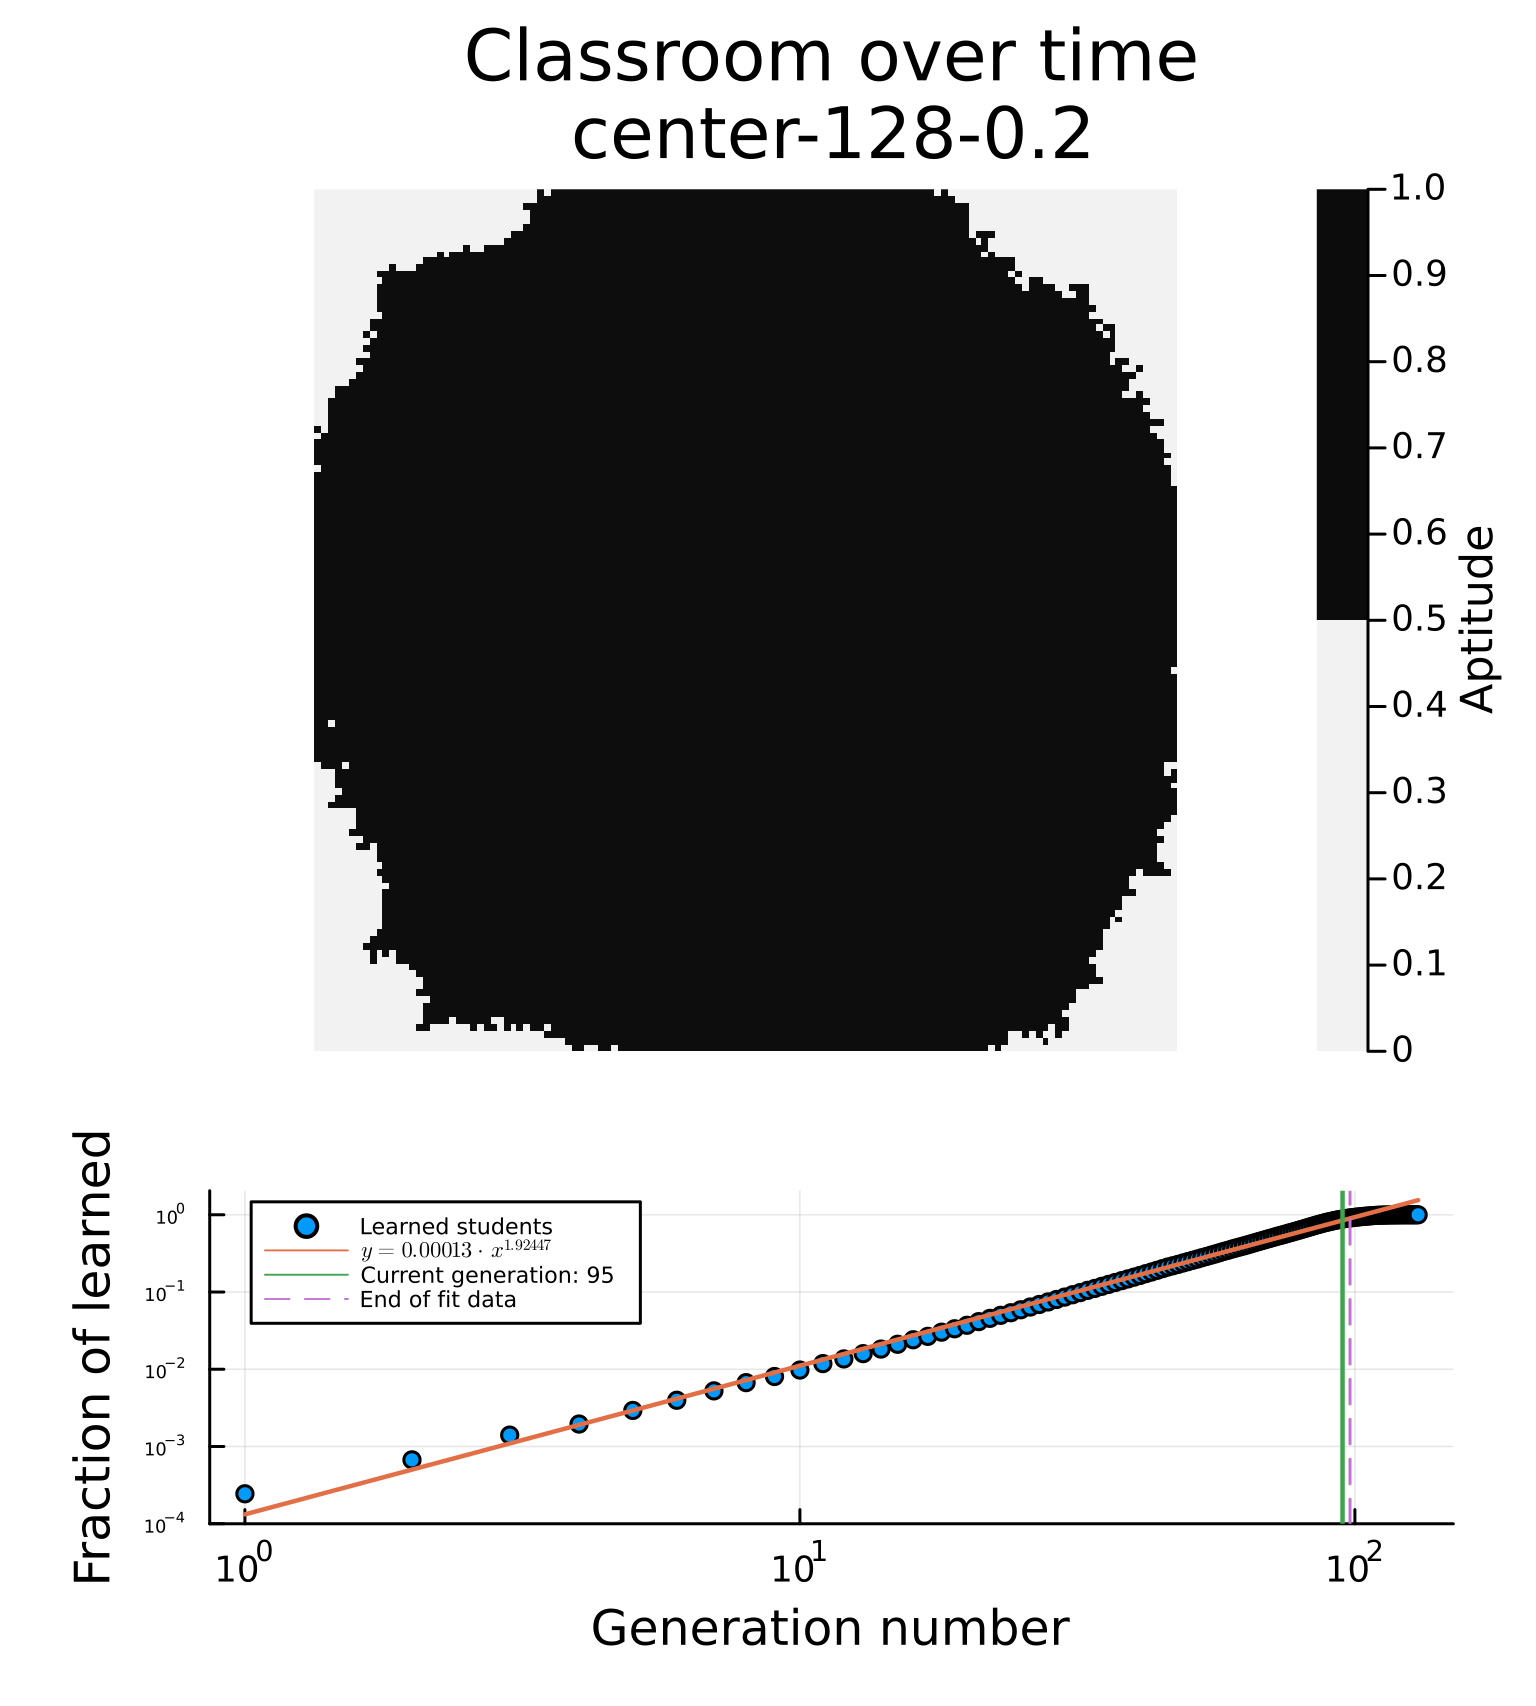 Classroom over time
center-128-0.2
1.0
0.9
0.8
0.7
0.6
0.5
0.4
0.3
0.2
0.1
0
Aptitude
Fraction of learned
10⁰
10⁻¹
10⁻²
10⁻³
10⁻⁴
Learned students
y = 0.00013 · x^1.92447
Current generation: 95
End of fit data
10⁰
10¹
10²
Generation number